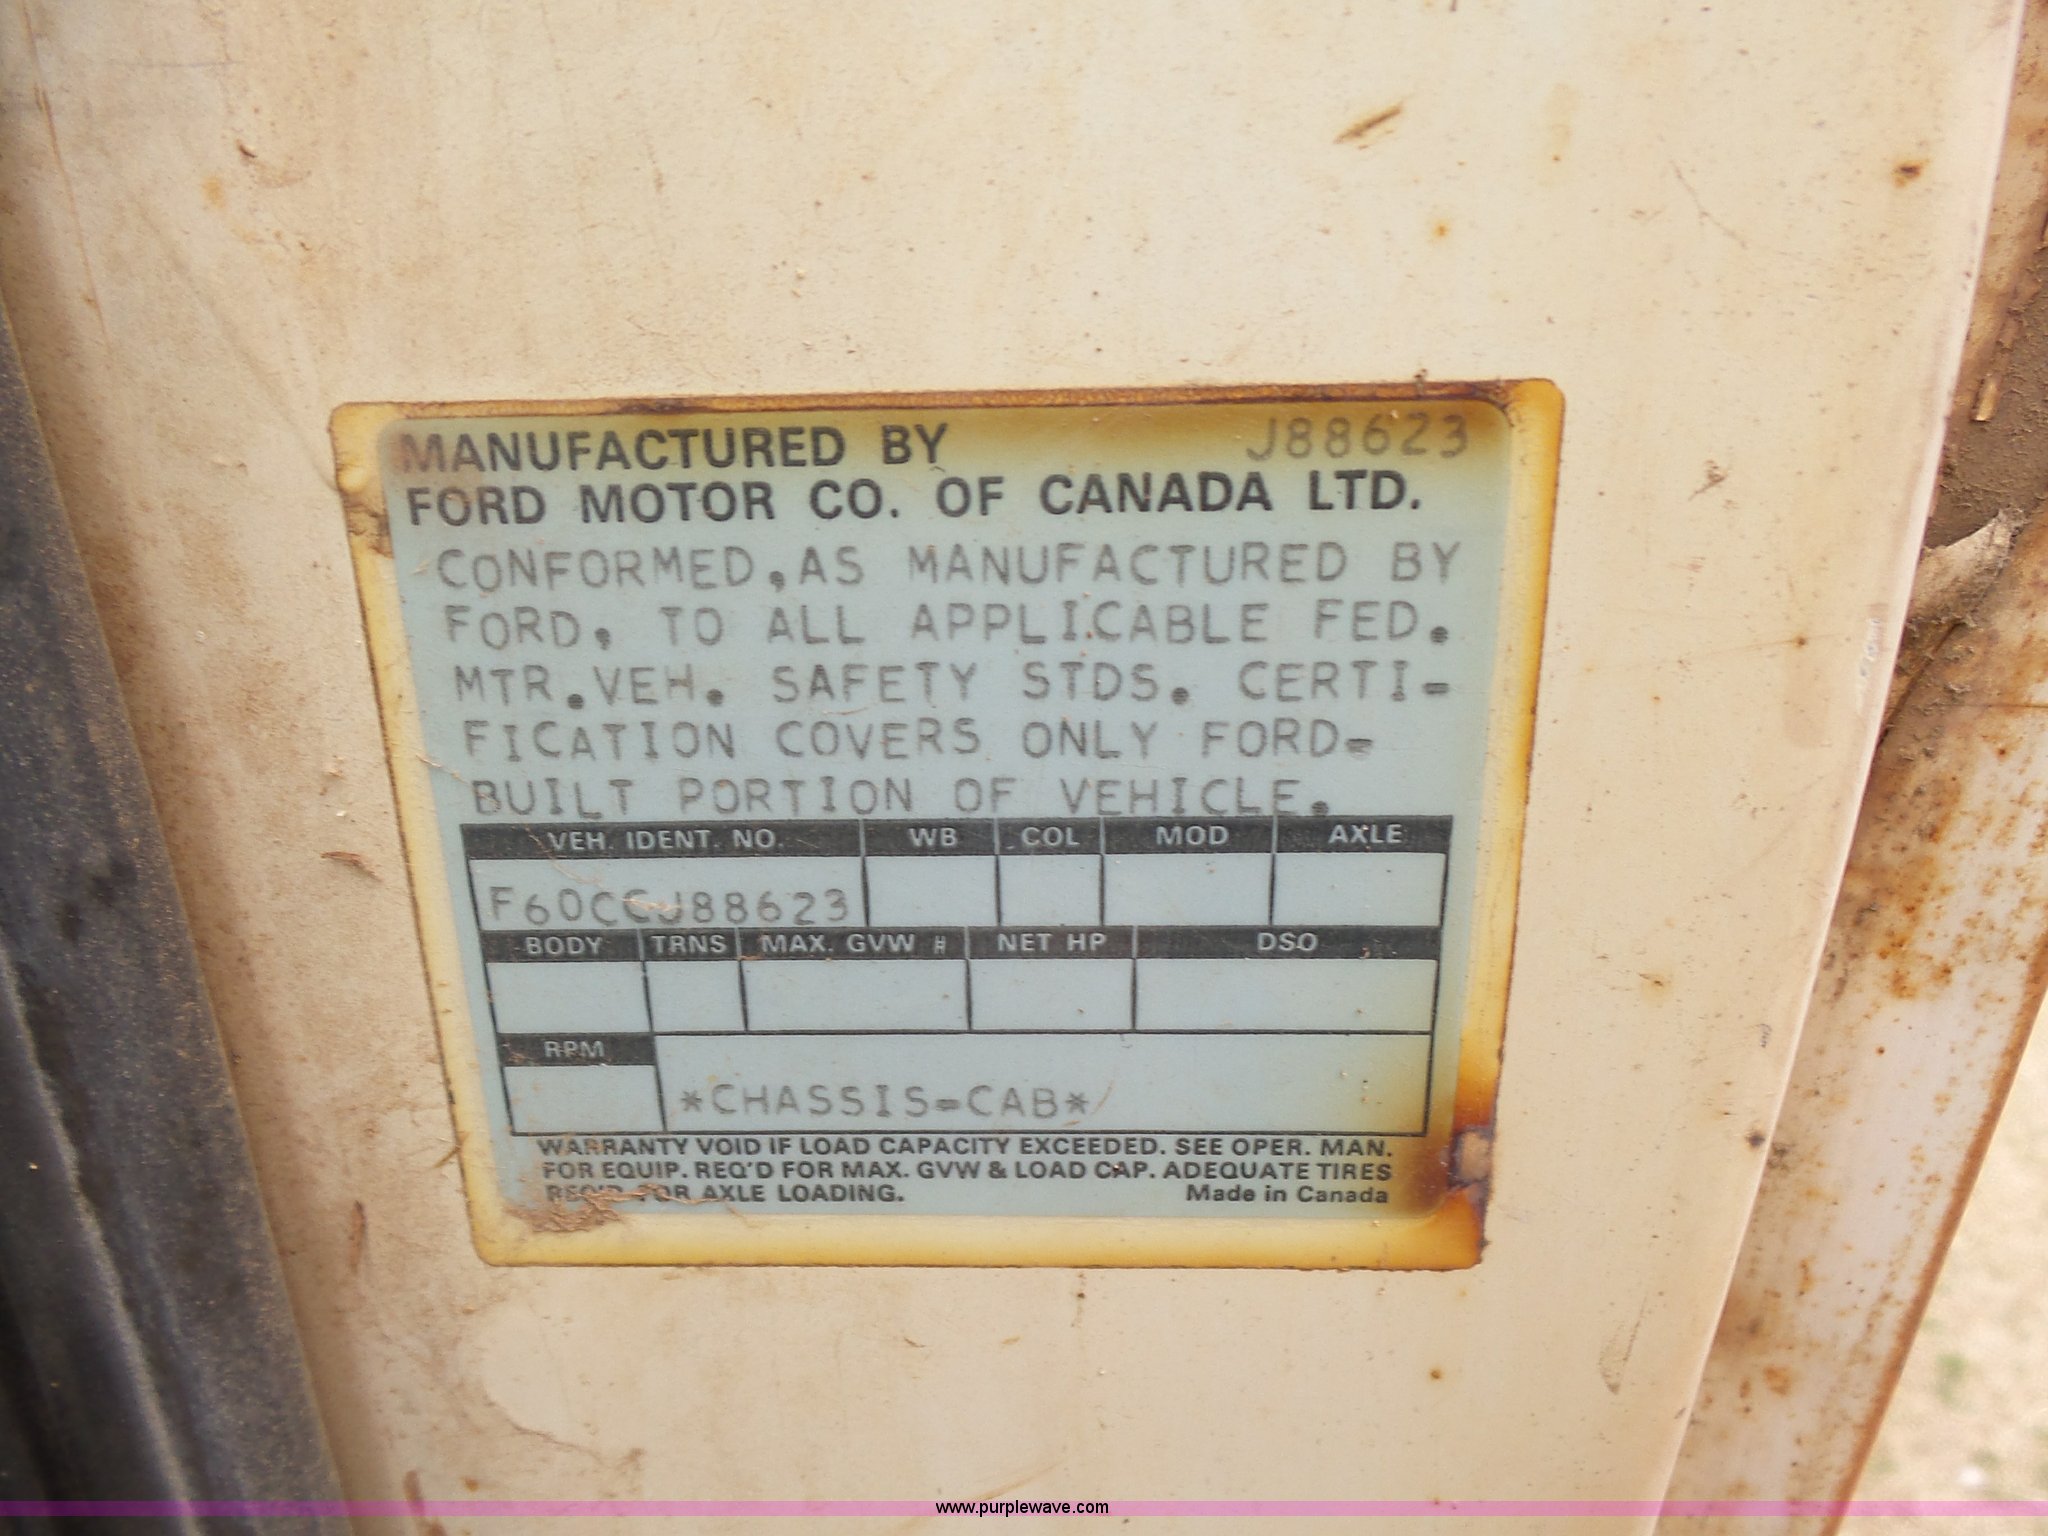 MANUFACTURED BY J88623
FORD MOTOR CO. OF CANADA LTD.
CONFORMED, AS MANUFACTURED BY
FORD, TO ALL APPLICABLE FED.
MTR. VEH. SAFETY STDS. CERTI-
FICATION COVERS ONLY FORD-
BUILT PORTION OF VEHICLE.
VEH. IDENT. NO. WB COL MOD AXLE
F60CCJ88623
BODY TRNS MAX. GVW # NET HP DSO
RPM
*CHASSIS-CAB*
WARRANTY VOID IF LOAD CAPACITY EXCEEDED. SEE OPER. MAN.
FOR EQUIP. REQ'D FOR MAX. GVW & LOAD CAP. ADEQUATE TIRES
REQ'D FOR AXLE LOADING. Made in Canada
www.purplewave.com